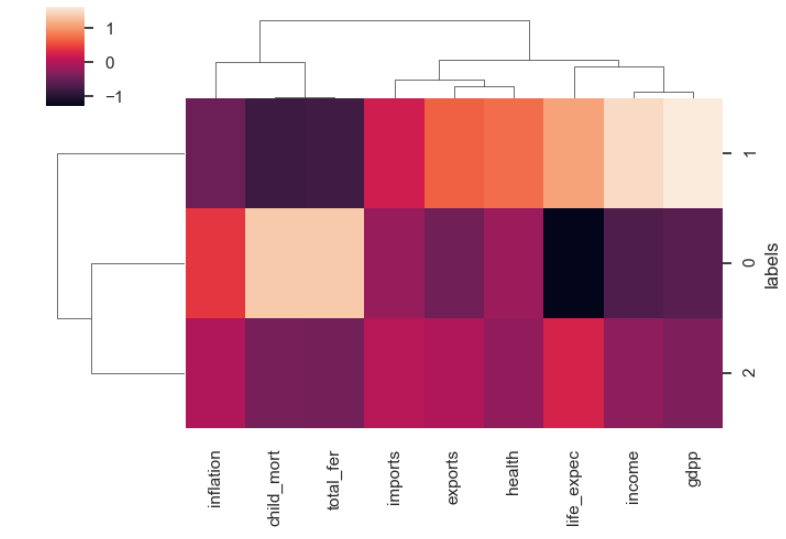 1
0
−1
1
0
2
labels
inflation
child_mort
total_fer
imports
exports
health
life_expec
income
gdpp